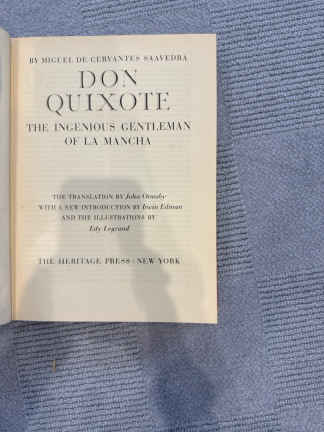 BY MIGUEL DE CERVANTES SAAVEDRA
DON
QUIXOTE
THE INGENIOUS GENTLEMAN
OF LA MANCHA
THE TRANSLATION BY John Ormsby
WITH A NEW INTRODUCTION BY Irwin Edman
AND THE ILLUSTRATIONS BY
Edy Legrand
THE HERITAGE PRESS : NEW YORK